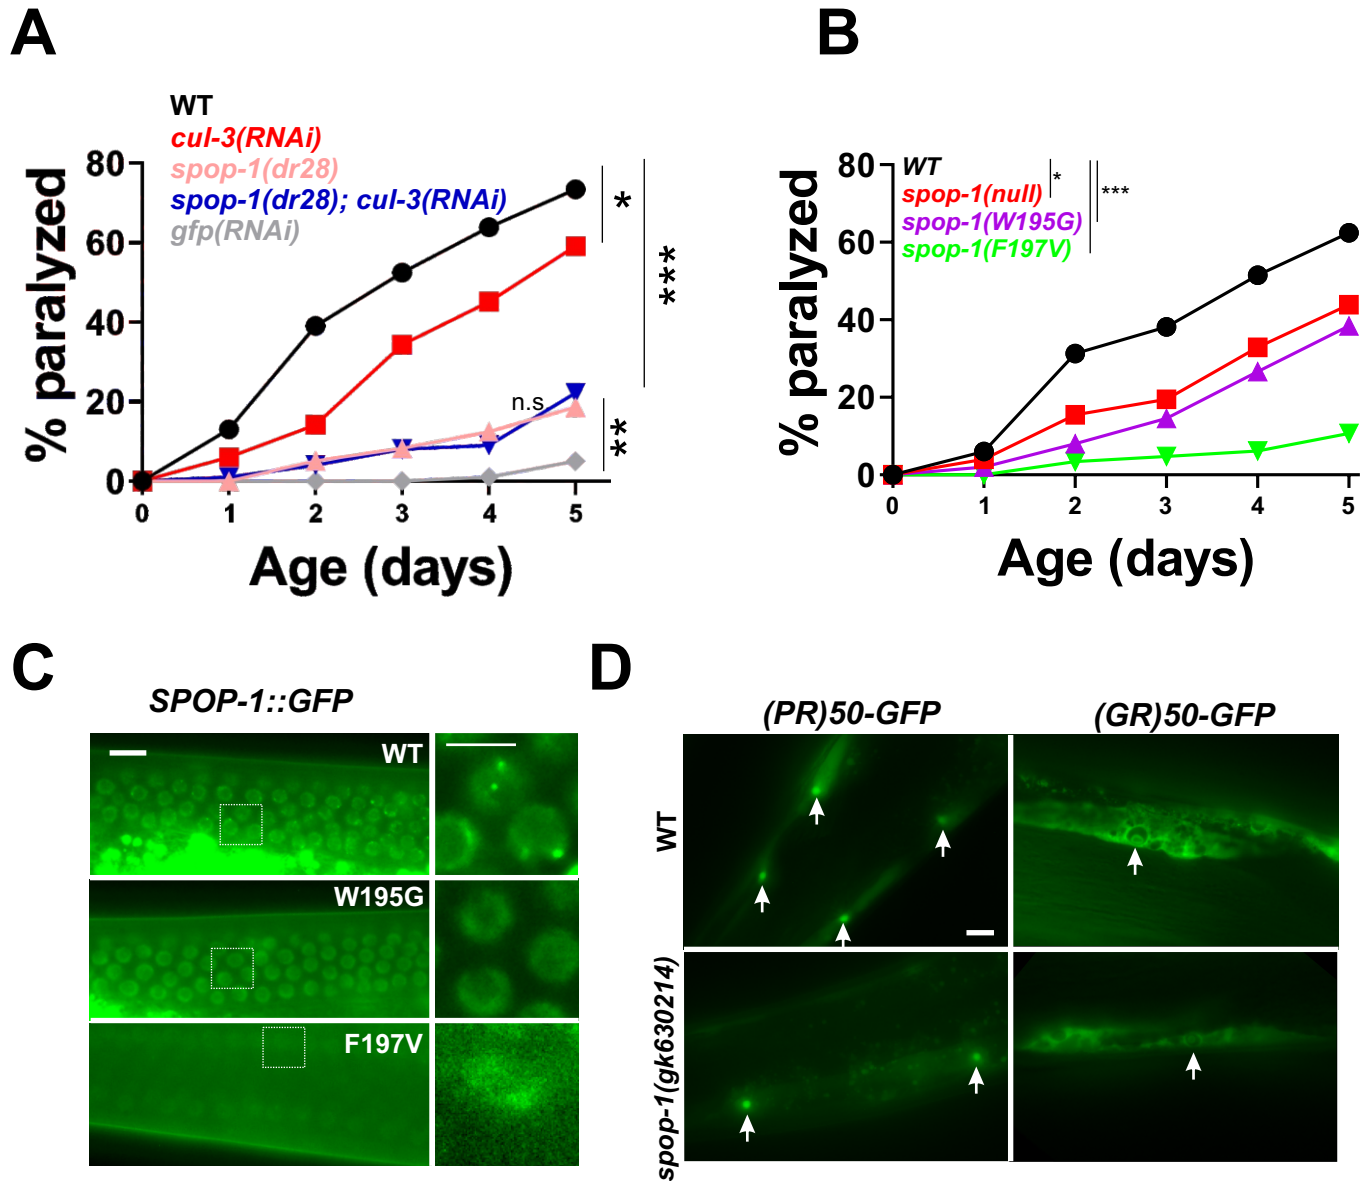 A
WT
cul-3(RNAi)
spop-1(dr28)
spop-1(dr28); cul-3(RNAi)
gfp(RNAi)
% paralyzed
80
60
40
20
0
n.s
*
***
**
0 1 2 3 4 5
Age (days)
B
WT
spop-1(null)
spop-1(W195G)
spop-1(F197V)
*
***
% paralyzed
80
60
40
20
0
0 1 2 3 4 5
Age (days)
C
SPOP-1::GFP
WT
W195G
F197V
D
(PR)50-GFP
(GR)50-GFP
WT
spop-1(gk630214)